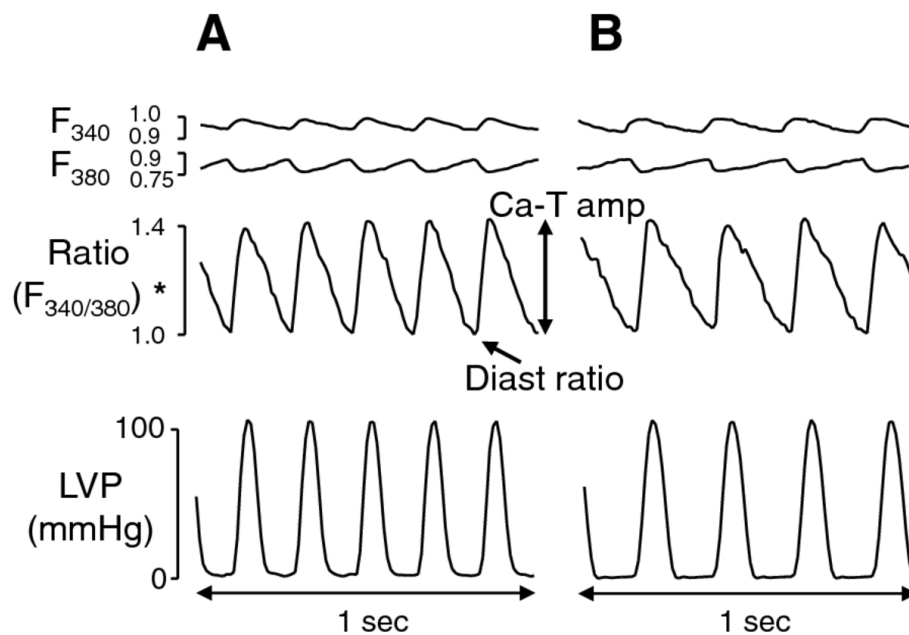 A B
F340 1.0
0.9
F380 0.9
0.75
Ca-T amp
Ratio 1.4
(F340/380) *
1.0
Diast ratio
100
LVP
(mmHg)
0
1 sec 1 sec